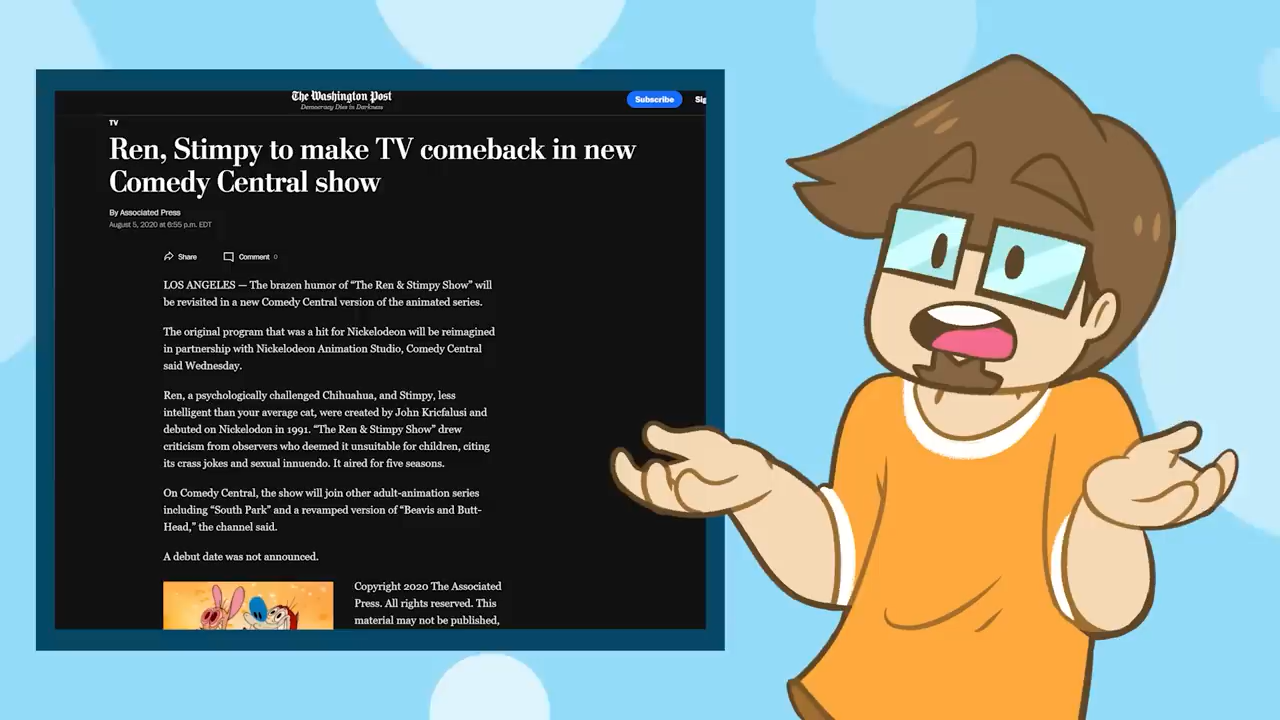 The Washington Post
Democracy Dies in Darkness
Subscribe
Sig
TV
Ren, Stimpy to make TV comeback in new
Comedy Central show
By Associated Press
August 5, 2020 at 6:55 p.m. EDT
Share
Comment 0
LOS ANGELES — The brazen humor of “The Ren & Stimpy Show” will
be revisited in a new Comedy Central version of the animated series.
The original program that was a hit for Nickelodeon will be reimagined
in partnership with Nickelodeon Animation Studio, Comedy Central
said Wednesday.
Ren, a psychologically challenged Chihuahua, and Stimpy, less
intelligent than your average cat, were created by John Kricfalusi and
debuted on Nickelodon in 1991. “The Ren & Stimpy Show” drew
criticism from observers who deemed it unsuitable for children, citing
its crass jokes and sexual innuendo. It aired for five seasons.
On Comedy Central, the show will join other adult-animation series
including “South Park” and a revamped version of “Beavis and Butt-
Head,” the channel said.
A debut date was not announced.
Copyright 2020 The Associated
Press. All rights reserved. This
material may not be published,